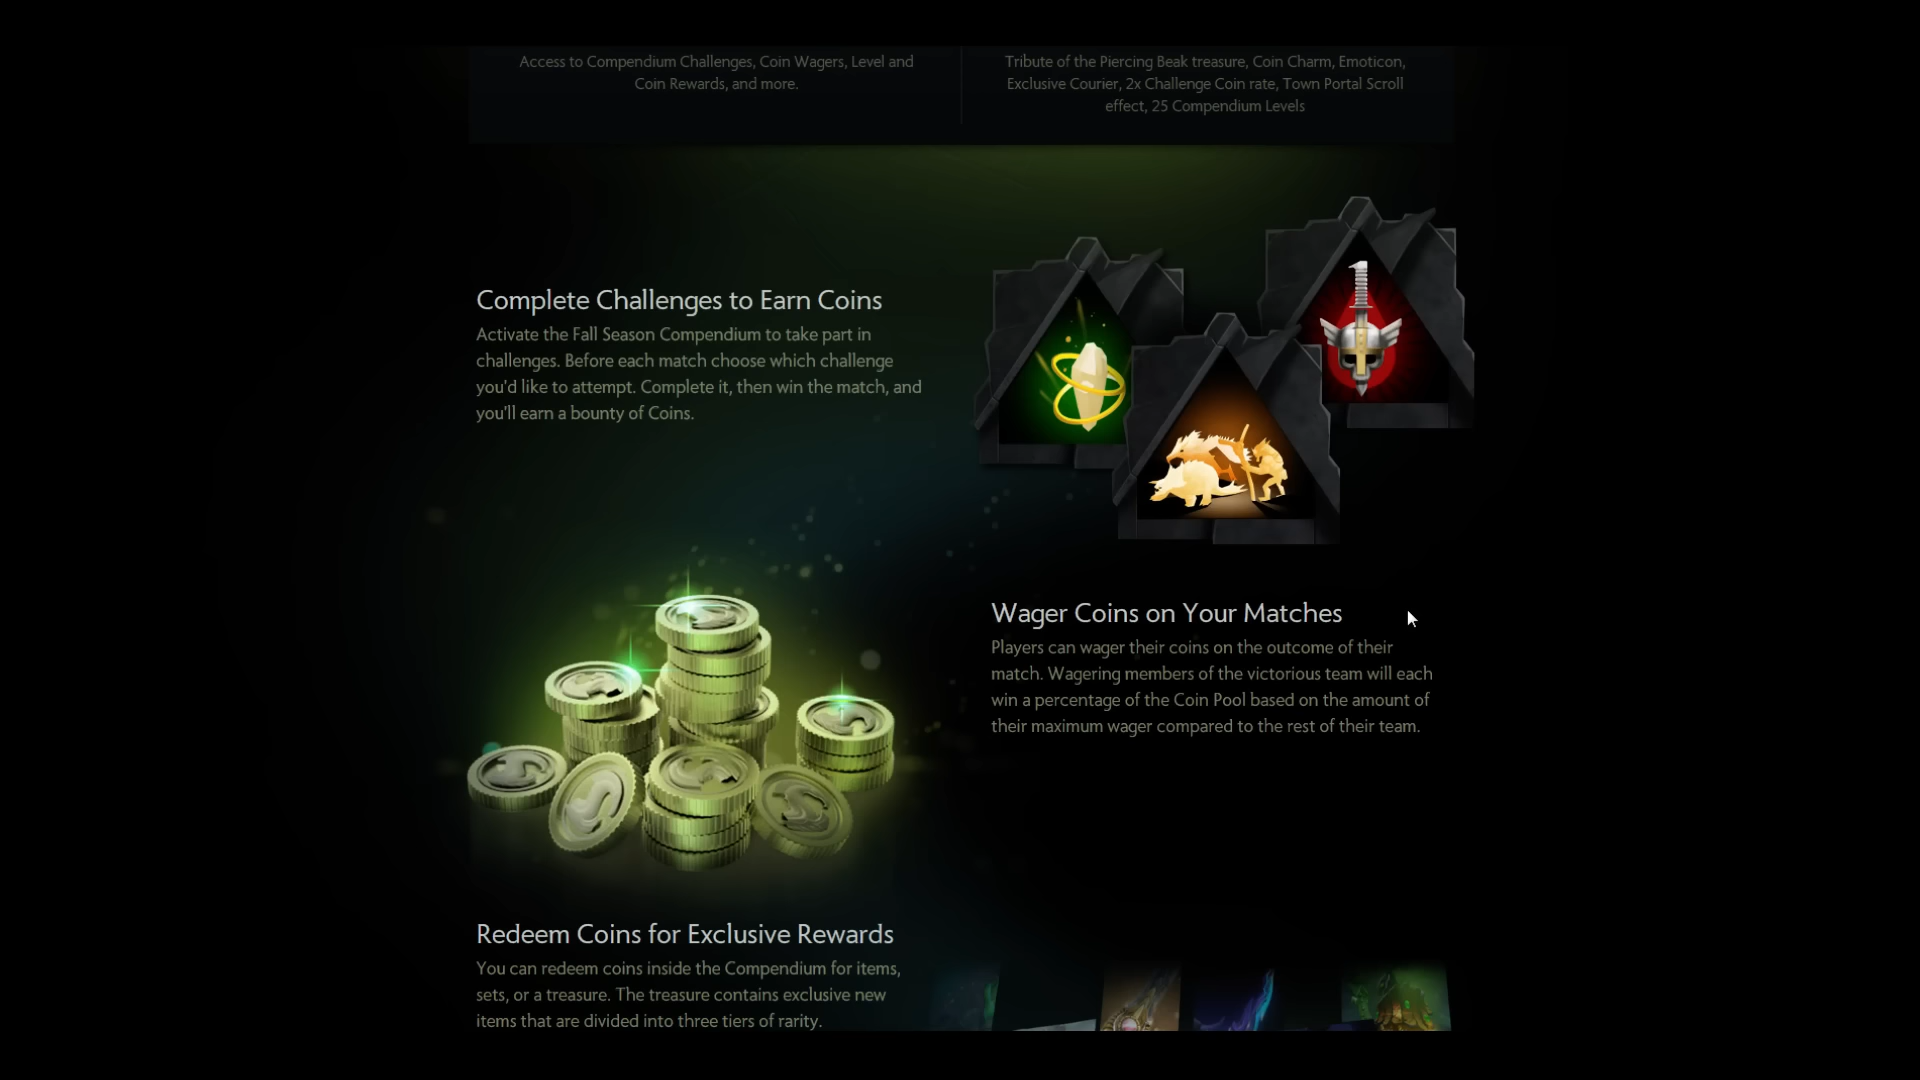 Access to Compendium Challenges, Coin Wagers, Level and
Coin Rewards, and more.
Tribute of the Piercing Beak treasure, Coin Charm, Emoticon,
Exclusive Courier, 2x Challenge Coin rate, Town Portal Scroll
effect, 25 Compendium Levels
Complete Challenges to Earn Coins
Activate the Fall Season Compendium to take part in
challenges. Before each match choose which challenge
you'd like to attempt. Complete it, then win the match, and
you'll earn a bounty of Coins.
Wager Coins on Your Matches
Players can wager their coins on the outcome of their
match. Wagering members of the victorious team will each
win a percentage of the Coin Pool based on the amount of
their maximum wager compared to the rest of their team.
Redeem Coins for Exclusive Rewards
You can redeem coins inside the Compendium for items,
sets, or a treasure. The treasure contains exclusive new
items that are divided into three tiers of rarity.